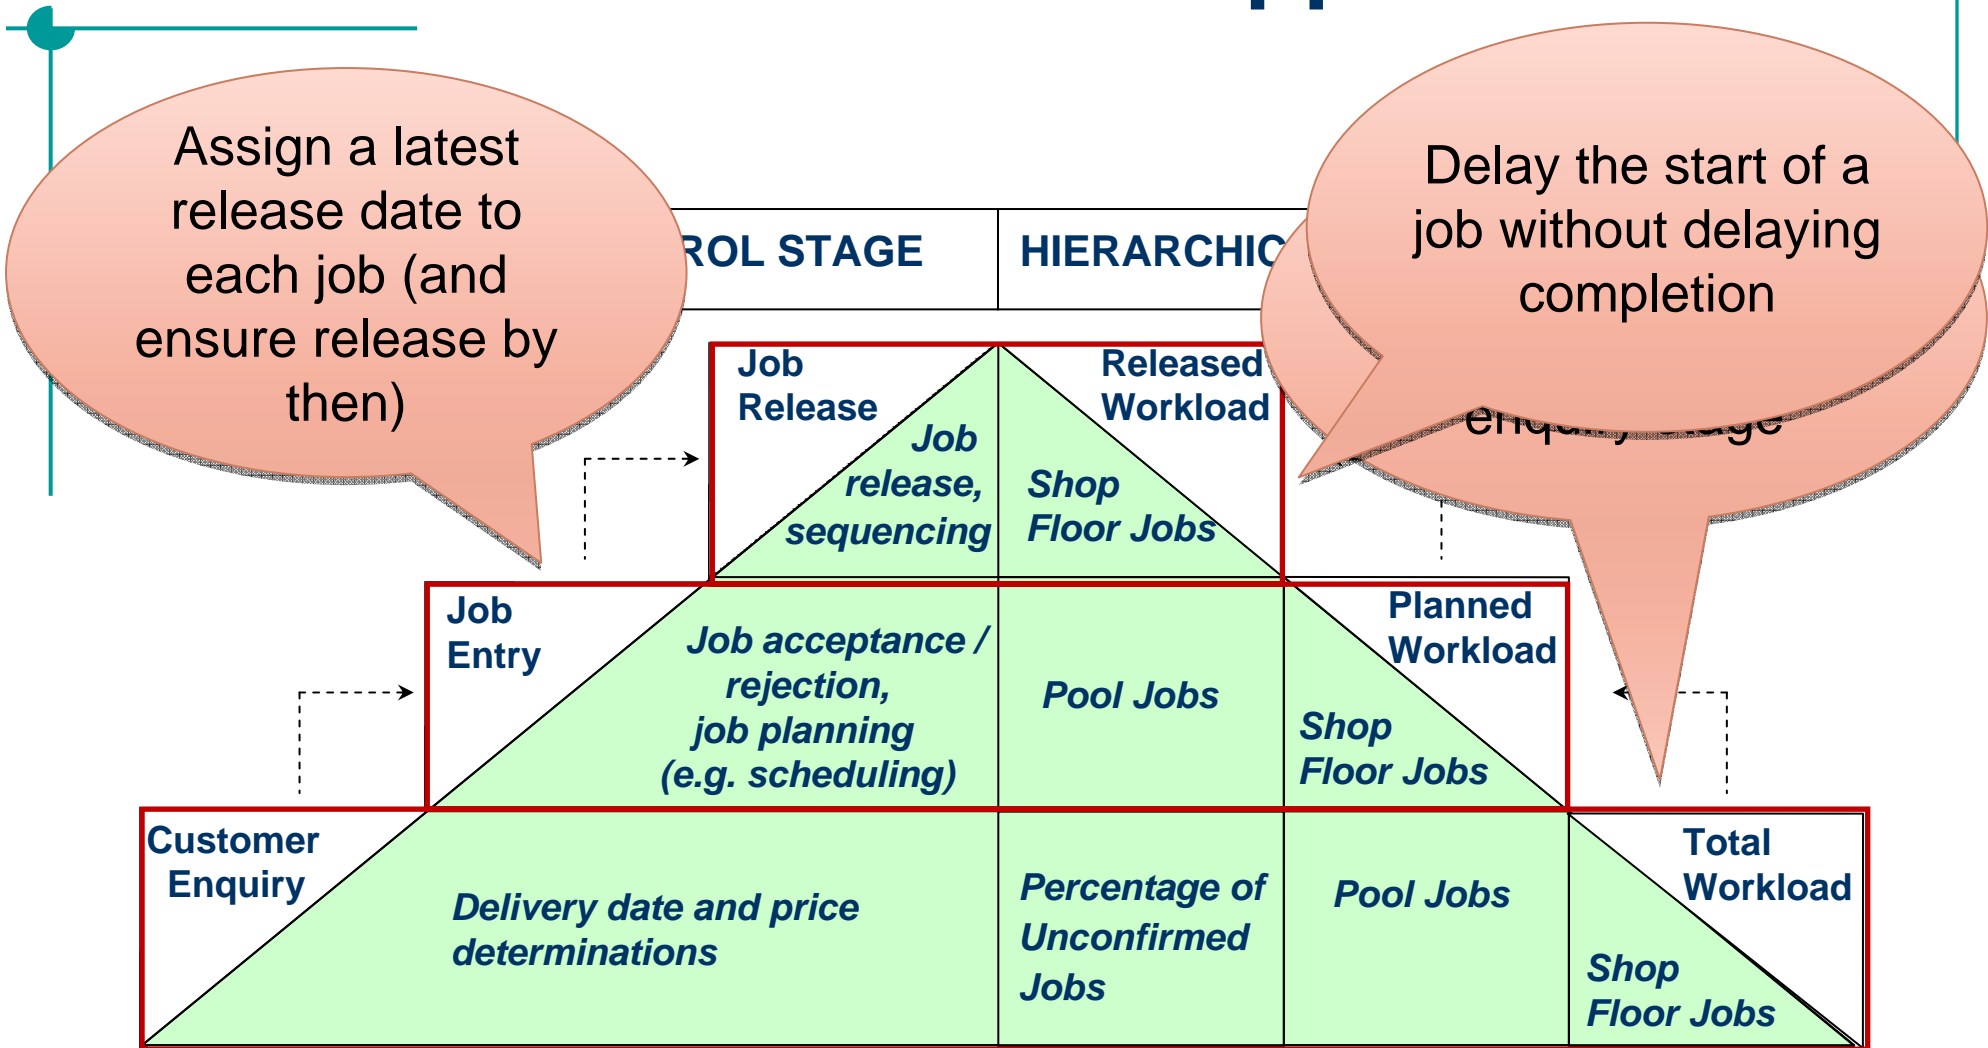 Assign a latest
release date to
each job (and
ensure release by
then)
Delay the start of a
job without delaying
completion
enquiry stage
ROL STAGE
HIERARCHIC
Job
Release
Released
Workload
Job
release,
sequencing
Shop
Floor Jobs
Job
Entry
Planned
Workload
Job acceptance /
rejection,
job planning
(e.g. scheduling)
Pool Jobs
Shop
Floor Jobs
Customer
Enquiry
Total
Workload
Delivery date and price
determinations
Percentage of
Unconfirmed
Jobs
Pool Jobs
Shop
Floor Jobs